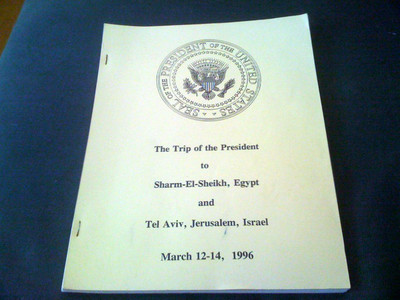 SEAL OF THE PRESIDENT OF THE UNITED STATES
The Trip of the President
to
Sharm-El-Sheikh, Egypt
and
Tel Aviv, Jerusalem, Israel
March 12-14, 1996